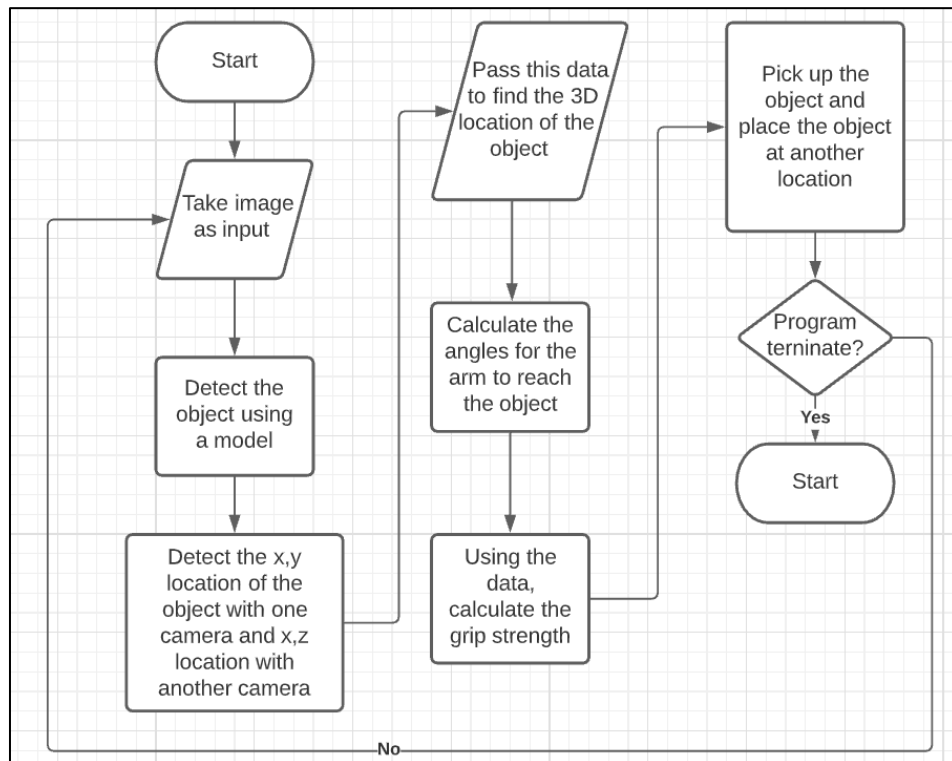 Start
Take image
as input
Detect the
object using
a model
Detect the x,y
location of the
object with one
camera and x,z
location with
another camera
Pass this data
to find the 3D
location of the
object
Calculate the
angles for the
arm to reach
the object
Using the
data,
calculate the
grip strength
Pick up the
object and
place the object
at another
location
Program
terninate?
Yes
Start
No